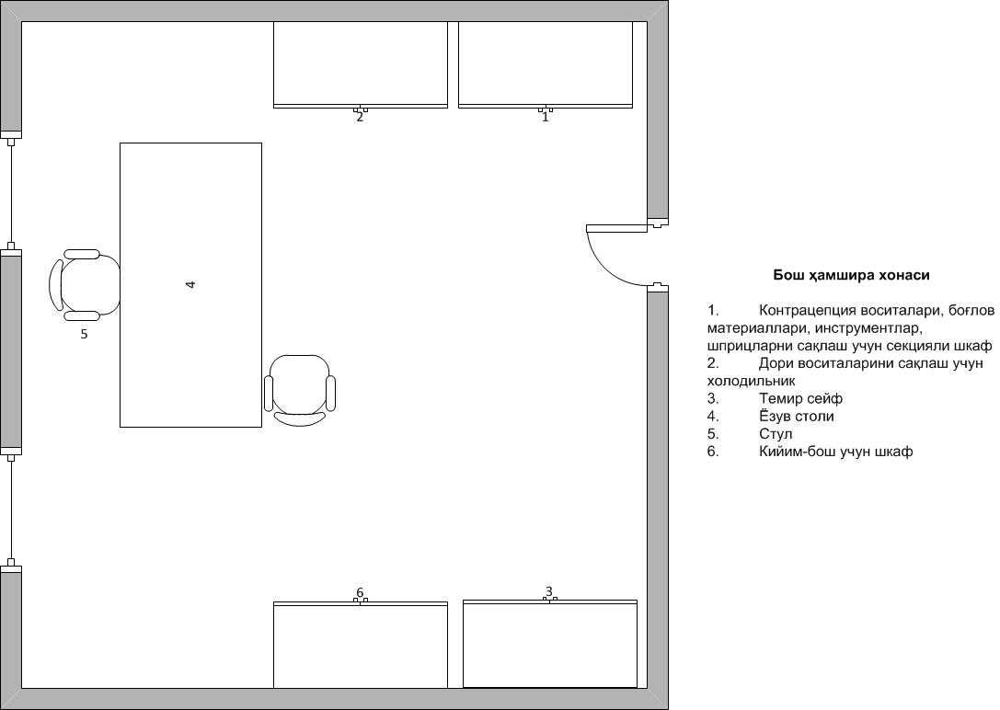 2
1
4
5
6
3
Бош ҳамшира хонаси
1. Контрацепция воситалари, боғлов
материаллари, инструментлар,
шприцларни сақлаш учун секцияли шкаф
2. Дори воситаларини сақлаш учун
холодильник
3. Темир сейф
4. Ёзув столи
5. Стул
6. Кийим-бош учун шкаф